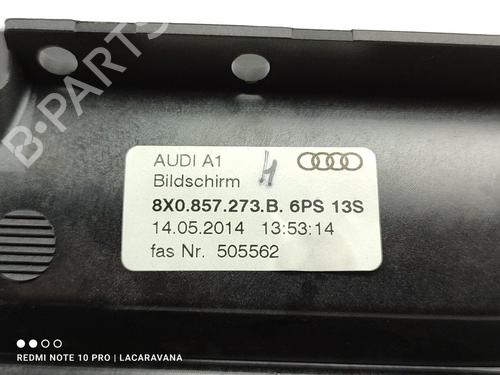 B-PARTS
AUDI A1
Bildschirm
8X0.857.273.B. 6PS 13S
14.05.2014 13:53:14
fas Nr. 505562
REDMI NOTE 10 PRO | LACARAVANA